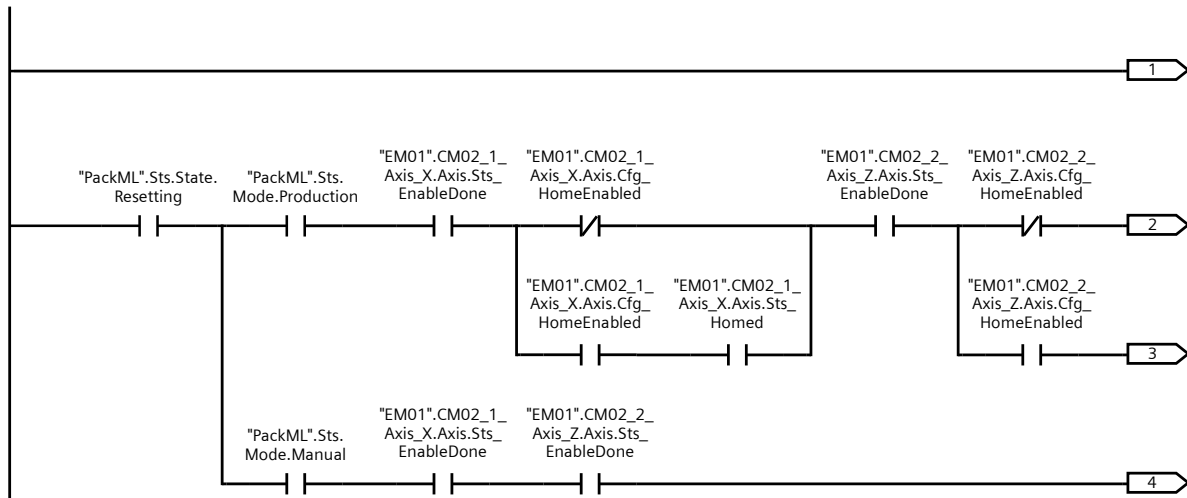 1
"EM01".CM02_1_ "EM01".CM02_1_ "EM01".CM02_2_ "EM01".CM02_2_
"PackML".Sts.State. "PackML".Sts. Axis_X.Axis.Sts_ Axis_X.Axis.Cfg_ Axis_Z.Axis.Sts_ Axis_Z.Axis.Cfg_
Resetting Mode.Production EnableDone HomeEnabled EnableDone HomeEnabled
2
"EM01".CM02_1_ "EM01".CM02_1_ "EM01".CM02_2_
Axis_X.Axis.Cfg_ Axis_X.Axis.Sts_ Axis_Z.Axis.Cfg_
HomeEnabled Homed HomeEnabled
3
"EM01".CM02_1_ "EM01".CM02_2_
"PackML".Sts. Axis_X.Axis.Sts_ Axis_Z.Axis.Sts_
Mode.Manual EnableDone EnableDone
4